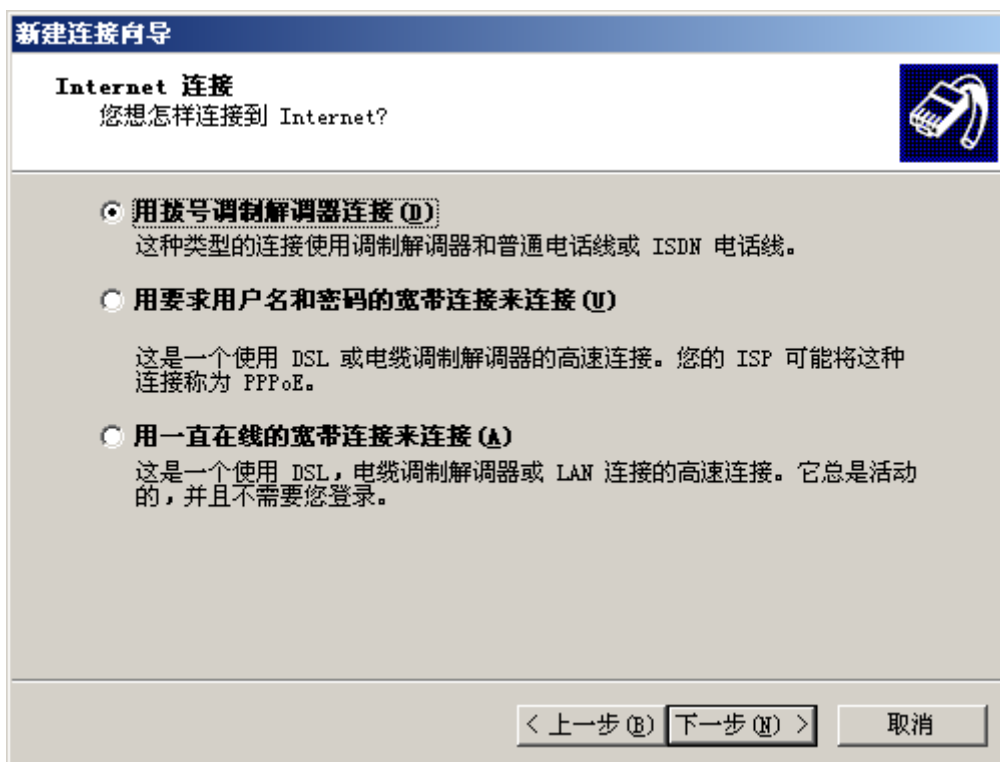 新建连接向导
Internet 连接
您想怎样连接到 Internet?
用拨号调制解调器连接(D)
这种类型的连接使用调制解调器和普通电话线或 ISDN 电话线。
用要求用户名和密码的宽带连接来连接(U)
这是一个使用 DSL 或电缆调制解调器的高速连接。您的 ISP 可能将这种
连接称为 PPPoE。
用一直在线的宽带连接来连接(A)
这是一个使用 DSL，电缆调制解调器或 LAN 连接的高速连接。它总是活动
的，并且不需要您登录。
< 上一步(B) 下一步(N) > 取消